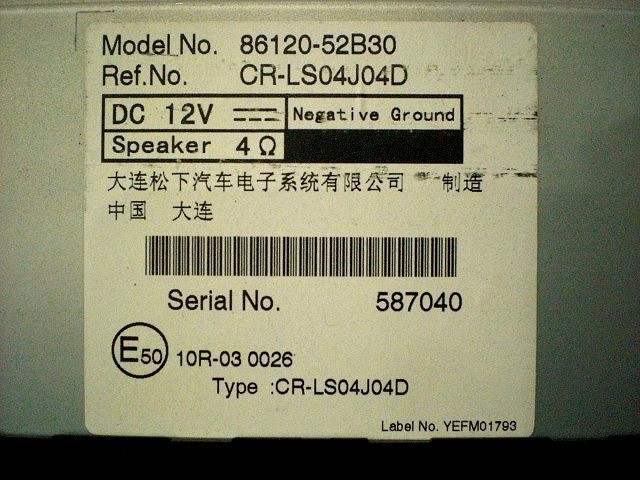 Model No. 86120-52B30
Ref.No. CR-LS04J04D
DC 12V ⎓ Negative Ground
Speaker 4Ω
大连松下汽车电子系统有限公司 制造
中国 大连
Serial No. 587040
E50 10R-03 0026
Type :CR-LS04J04D
Label No. YEFM01793